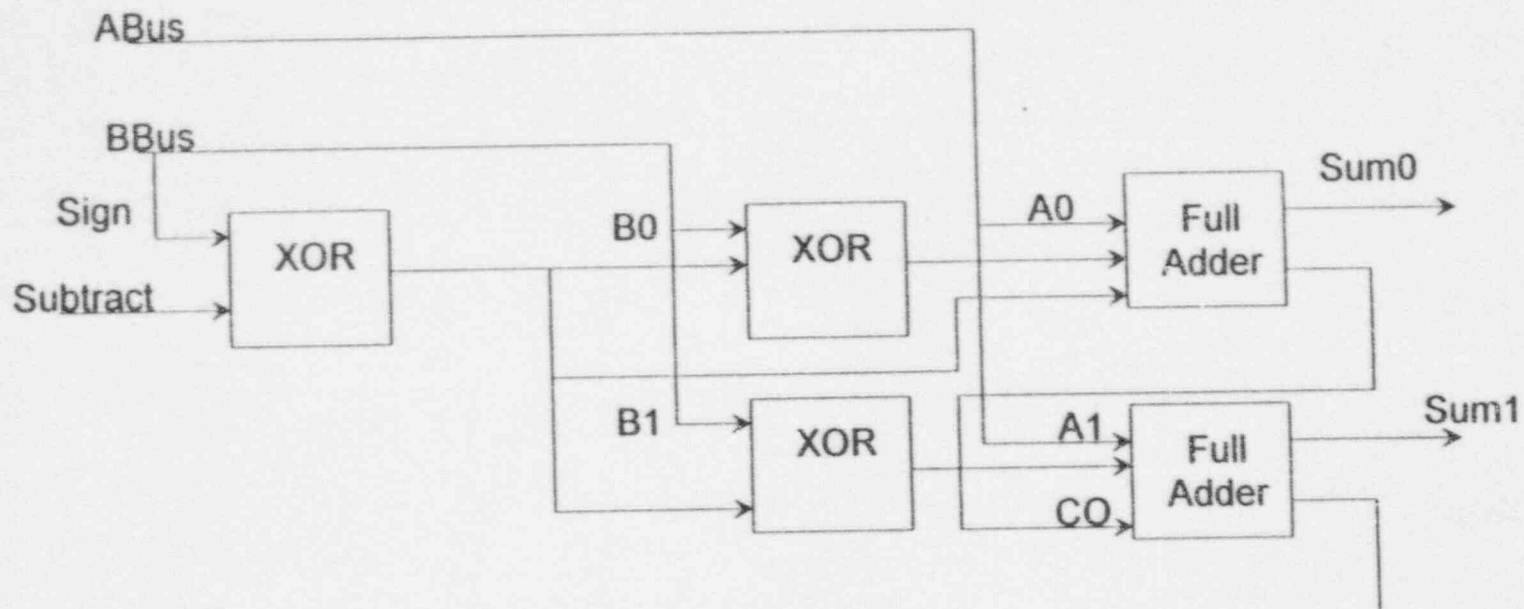 ABus
BBus
Sign
Subtract
XOR
B0
XOR
A0
Full
Adder
Sum0
B1
XOR
A1
CO
Full
Adder
Sum1